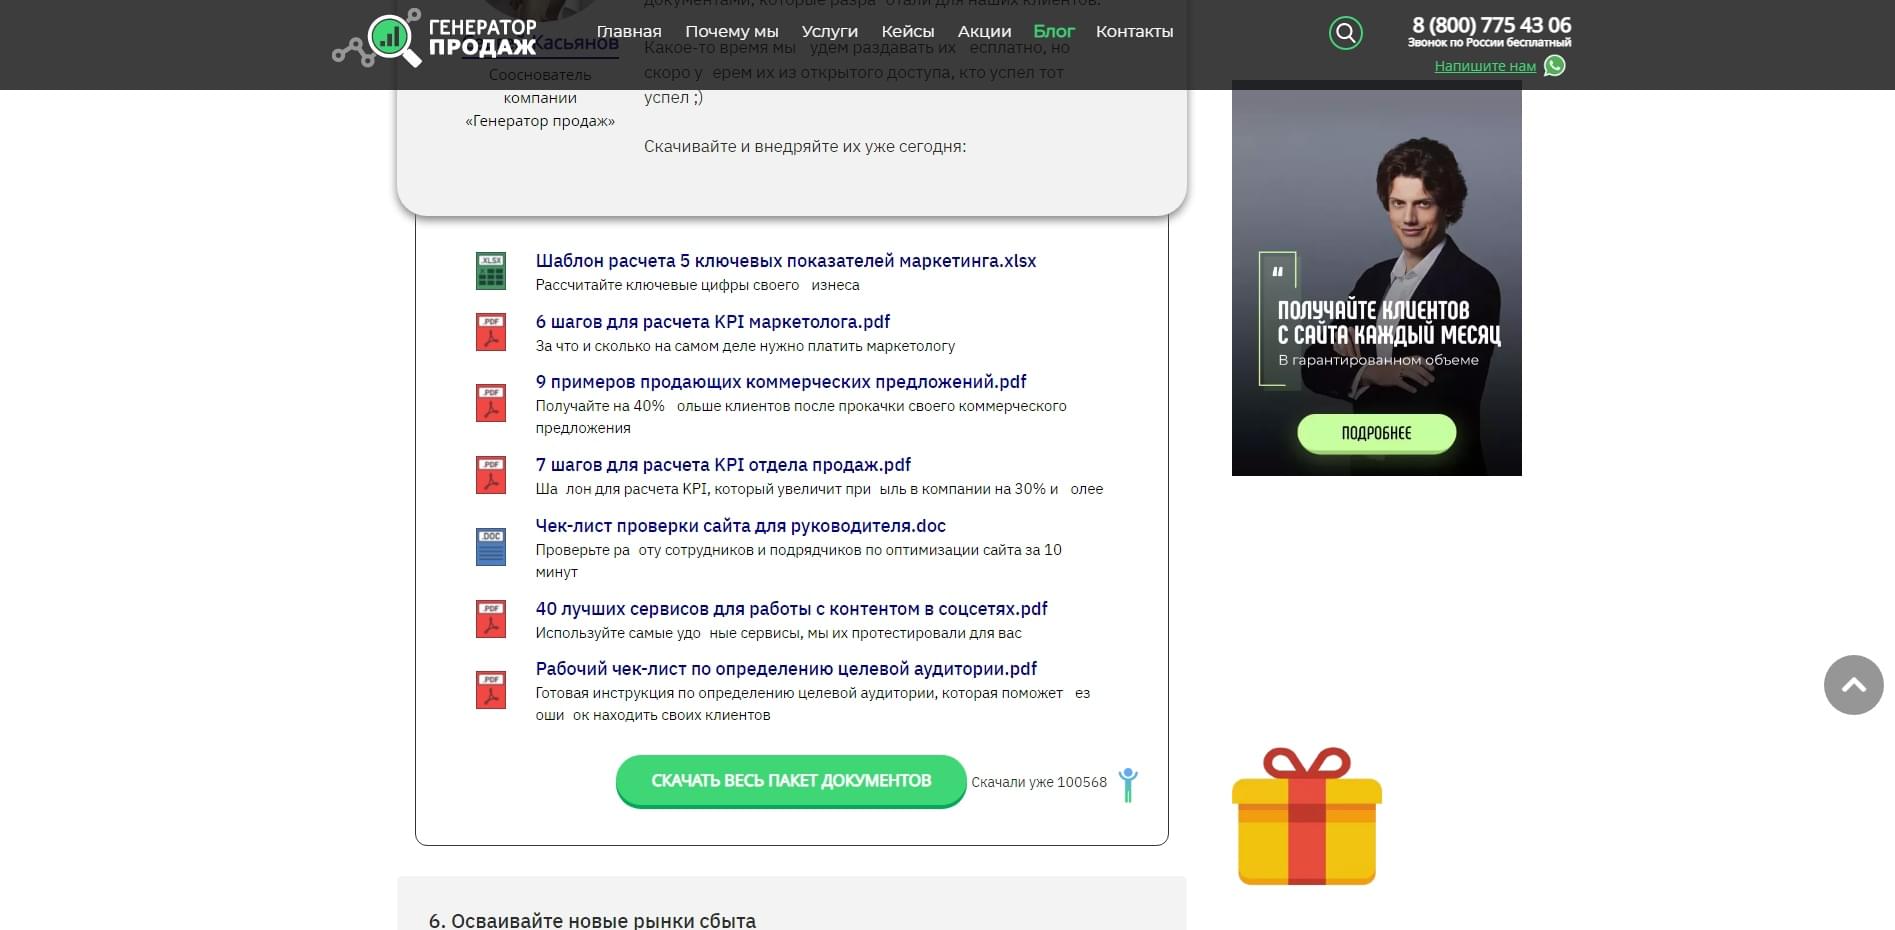 ГЕНЕРАТОР
ПРОДАЖ
Главная Почему мы Услуги Кейсы Акции Блог Контакты
8 (800) 775 43 06
Звонок по России бесплатный
Напишите нам
Касьянов
Сооснователь
компании
«Генератор продаж»
документами, которые разра отали для наших клиентов.
Какое-то время мы удем раздавать их есплатно, но
скоро у ерем их из открытого доступа, кто успел тот
успел ;)
Скачивайте и внедряйте их уже сегодня:
.XLSX
Шаблон расчета 5 ключевых показателей маркетинга.xlsx
Рассчитайте ключевые цифры своего изнеса
.PDF
6 шагов для расчета KPI маркетолога.pdf
За что и сколько на самом деле нужно платить маркетологу
.PDF
9 примеров продающих коммерческих предложений.pdf
Получайте на 40% ольше клиентов после прокачки своего коммерческого
предложения
.PDF
7 шагов для расчета KPI отдела продаж.pdf
Ша лон для расчета KPI, который увеличит при ыль в компании на 30% и олее
.DOC
Чек-лист проверки сайта для руководителя.doc
Проверьте ра оту сотрудников и подрядчиков по оптимизации сайта за 10
минут
.PDF
40 лучших сервисов для работы с контентом в соцсетях.pdf
Используйте самые удо ные сервисы, мы их протестировали для вас
.PDF
Рабочий чек-лист по определению целевой аудитории.pdf
Готовая инструкция по определению целевой аудитории, которая поможет ез
оши ок находить своих клиентов
СКАЧАТЬ ВЕСЬ ПАКЕТ ДОКУМЕНТОВ
Скачали уже 100568
6. Осваивайте новые рынки сбыта
ПОЛУЧАЙТЕ КЛИЕНТОВ
С САЙТА КАЖДЫЙ МЕСЯЦ
В гарантированном объеме
ПОДРОБНЕЕ